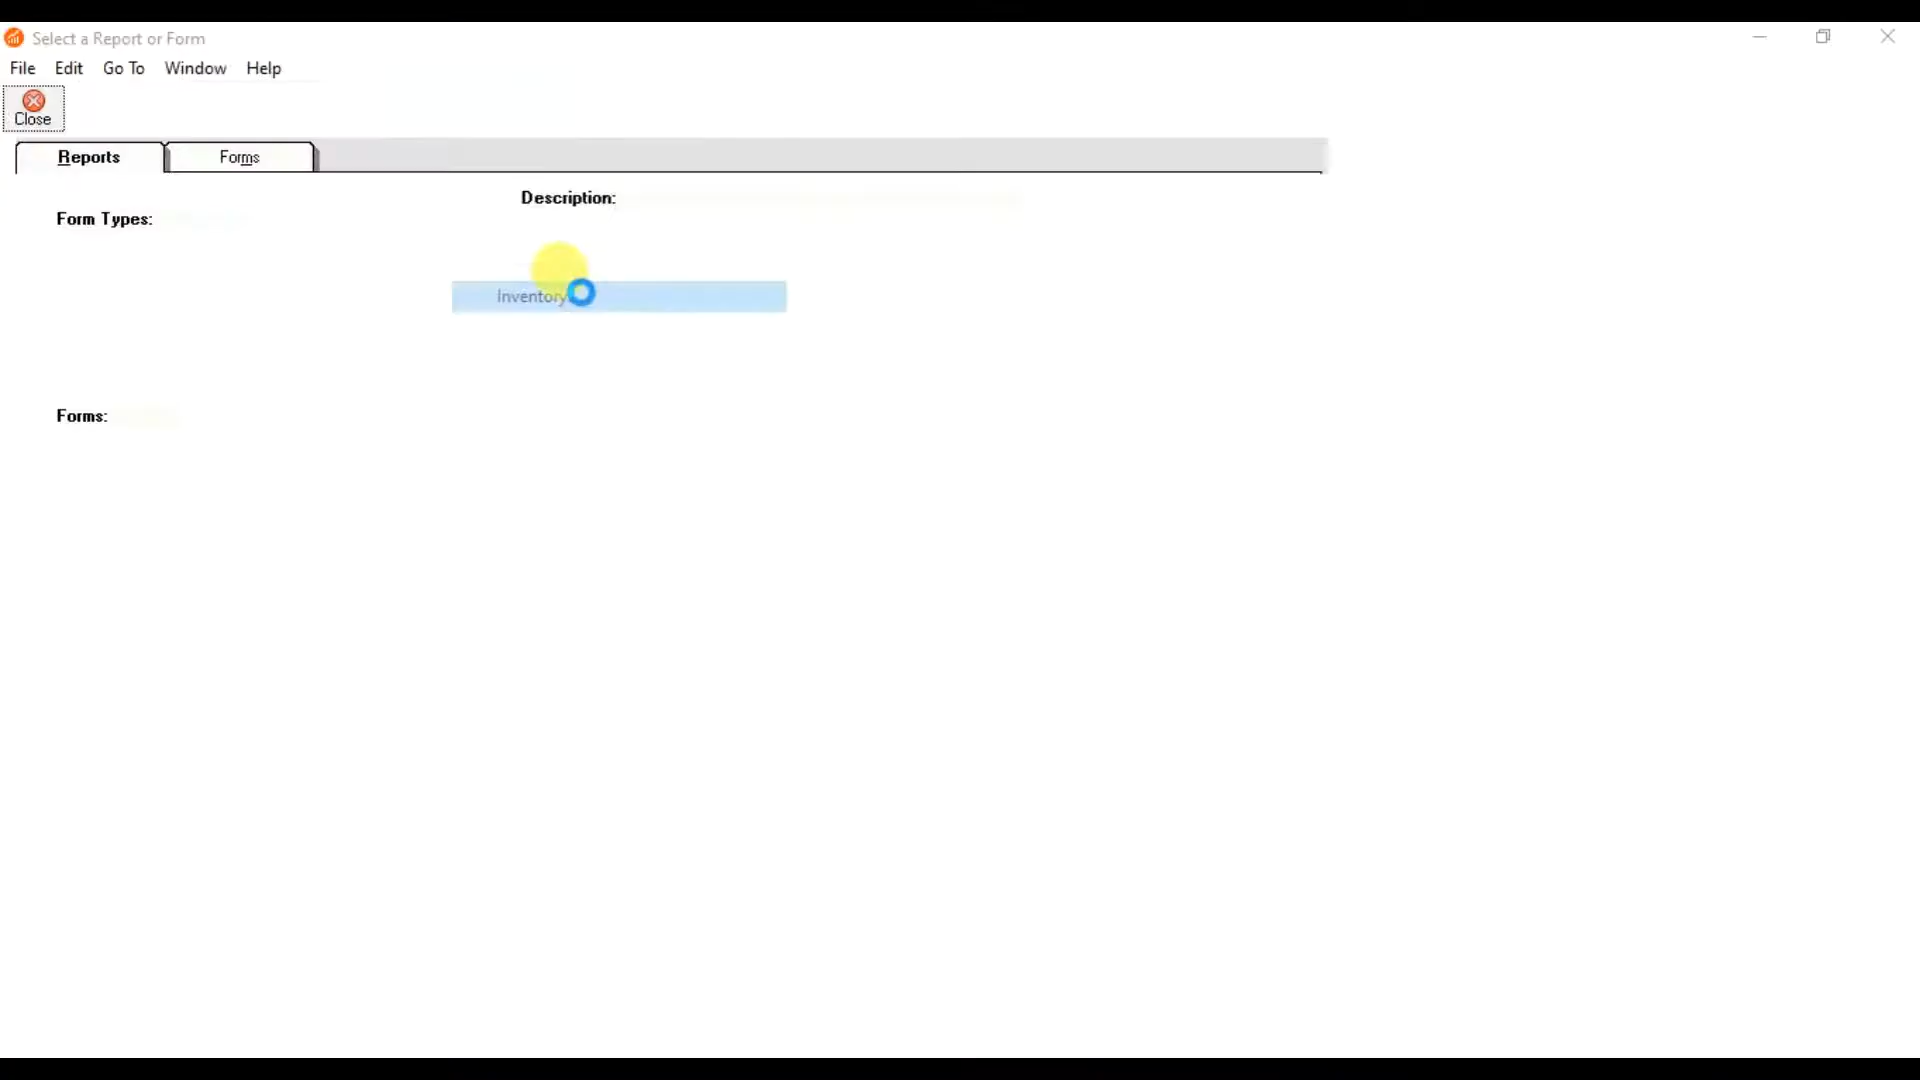 Select a Report or Form
File Edit Go To Window Help
Close
Reports Forms
Description:
Form Types:
Inventory
Forms: